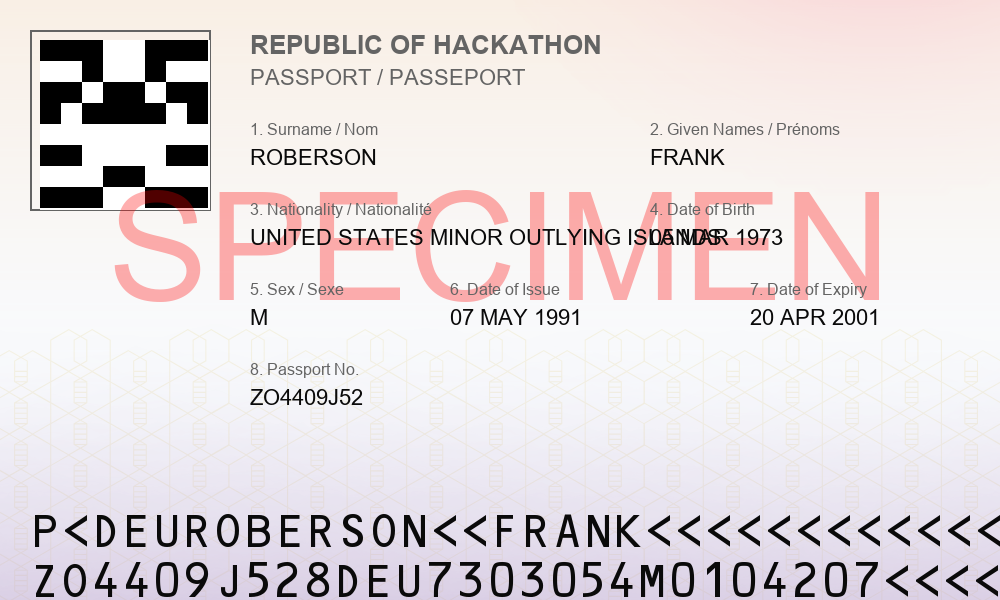 REPUBLIC OF HACKATHON
PASSPORT / PASSEPORT
1. Surname / Nom 2. Given Names / Prénoms
ROBERSON FRANK
3. Nationality / Nationalité 4. Date of Birth
UNITED STATES MINOR OUTLYING ISLANDS 05 MAR 1973
SPECIMEN
5. Sex / Sexe 6. Date of Issue 7. Date of Expiry
M 07 MAY 1991 20 APR 2001
8. Passport No.
ZO4409J52
P<DEUROBERSON<<FRANK<<<<<<<<<<<<
ZO4409J528DEU7303054M0104207<<<<